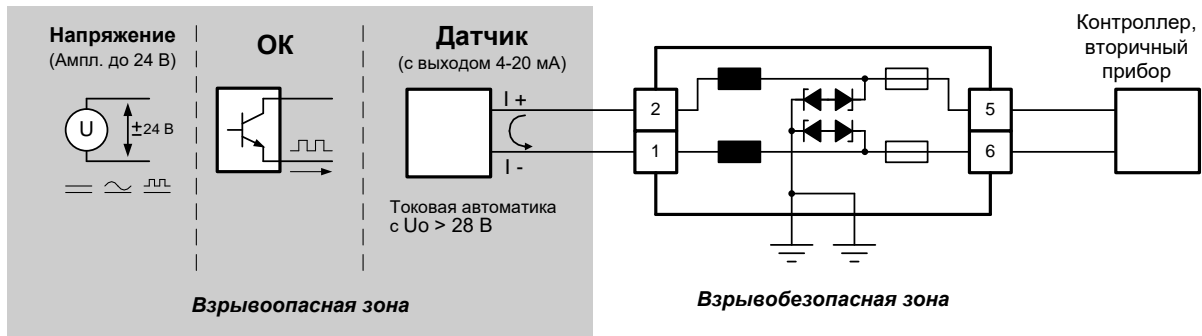 Напряжение
(Ампл. до 24 В)
U
±24 В
ОК
Датчик
(с выходом 4-20 мА)
I +
I -
Токовая автоматика
с Uo > 28 В
Взрывоопасная зона
2
1
5
6
Контроллер,
вторичный
прибор
Взрывобезопасная зона